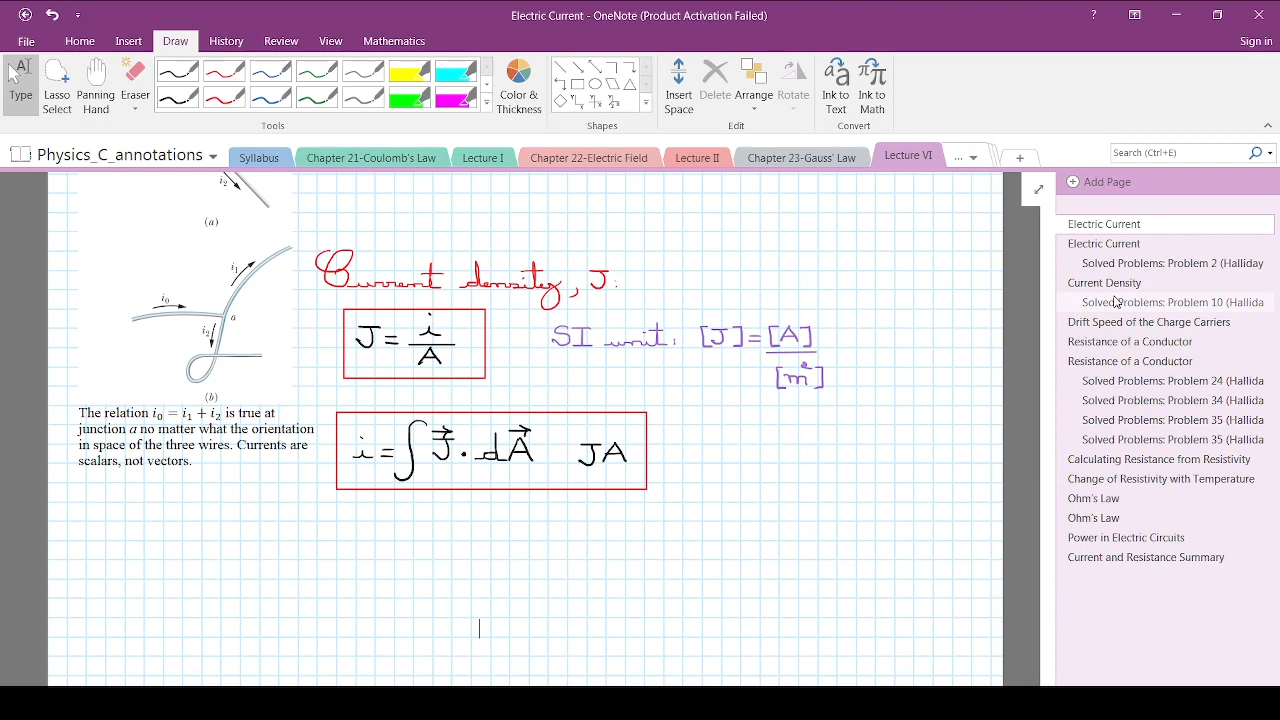 Electric Current - OneNote (Product Activation Failed)
? 
File Home Insert Draw History Review View Mathematics Sign in
Type Lasso Select Panning Hand Eraser Color & Thickness Insert Space Delete Arrange Rotate Ink to Text Ink to Math
Tools Shapes Edit Convert
Physics_C_annotations Syllabus Chapter 21-Coulomb's Law Lecture I Chapter 22-Electric Field Lecture II Chapter 23-Gauss' Law Lecture VI ... + Search (Ctrl+E)
Add Page
Electric Current
Electric Current
Solved Problems: Problem 2 (Halliday
Current Density
Solved Problems: Problem 10 (Hallida
Drift Speed of the Charge Carriers
Resistance of a Conductor
Resistance of a Conductor
Solved Problems: Problem 24 (Hallida
Solved Problems: Problem 34 (Hallida
Solved Problems: Problem 35 (Hallida
Solved Problems: Problem 31 (Hallida
Calculating Resistance from Resistivity
Change of Resistivity with Temperature
Ohm's Law
Ohm's Law
Power in Electric Circuits
Current and Resistance Summary
i₂
(a)
i₁
i₀
a
i₂
(b)
The relation i₀ = i₁ + i₂ is true at
junction a no matter what the orientation
in space of the three wires. Currents are
scalars, not vectors.
Current density, J:
J = i/A
SI unit: [J] = [A]/[m²]
i = ∫ J⃗ · dA⃗ JA